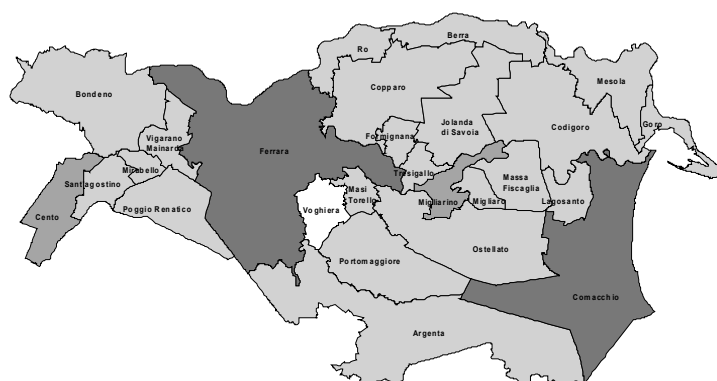 Ro
Berra
Mesola
Copparo
Bondeno
Goro
Jolanda
di Savoia
Codigoro
Vigarano
Mainarda
Formignana
Ferrara
Mirabello
Tresigallo
Massa
Fiscaglia
Sant'agostino
Masi
Torello
Migliarino
Migliaro
Lagosanto
Cento
Poggio Renatico
Voghiera
Ostellato
Portomaggiore
Comacchio
Argenta